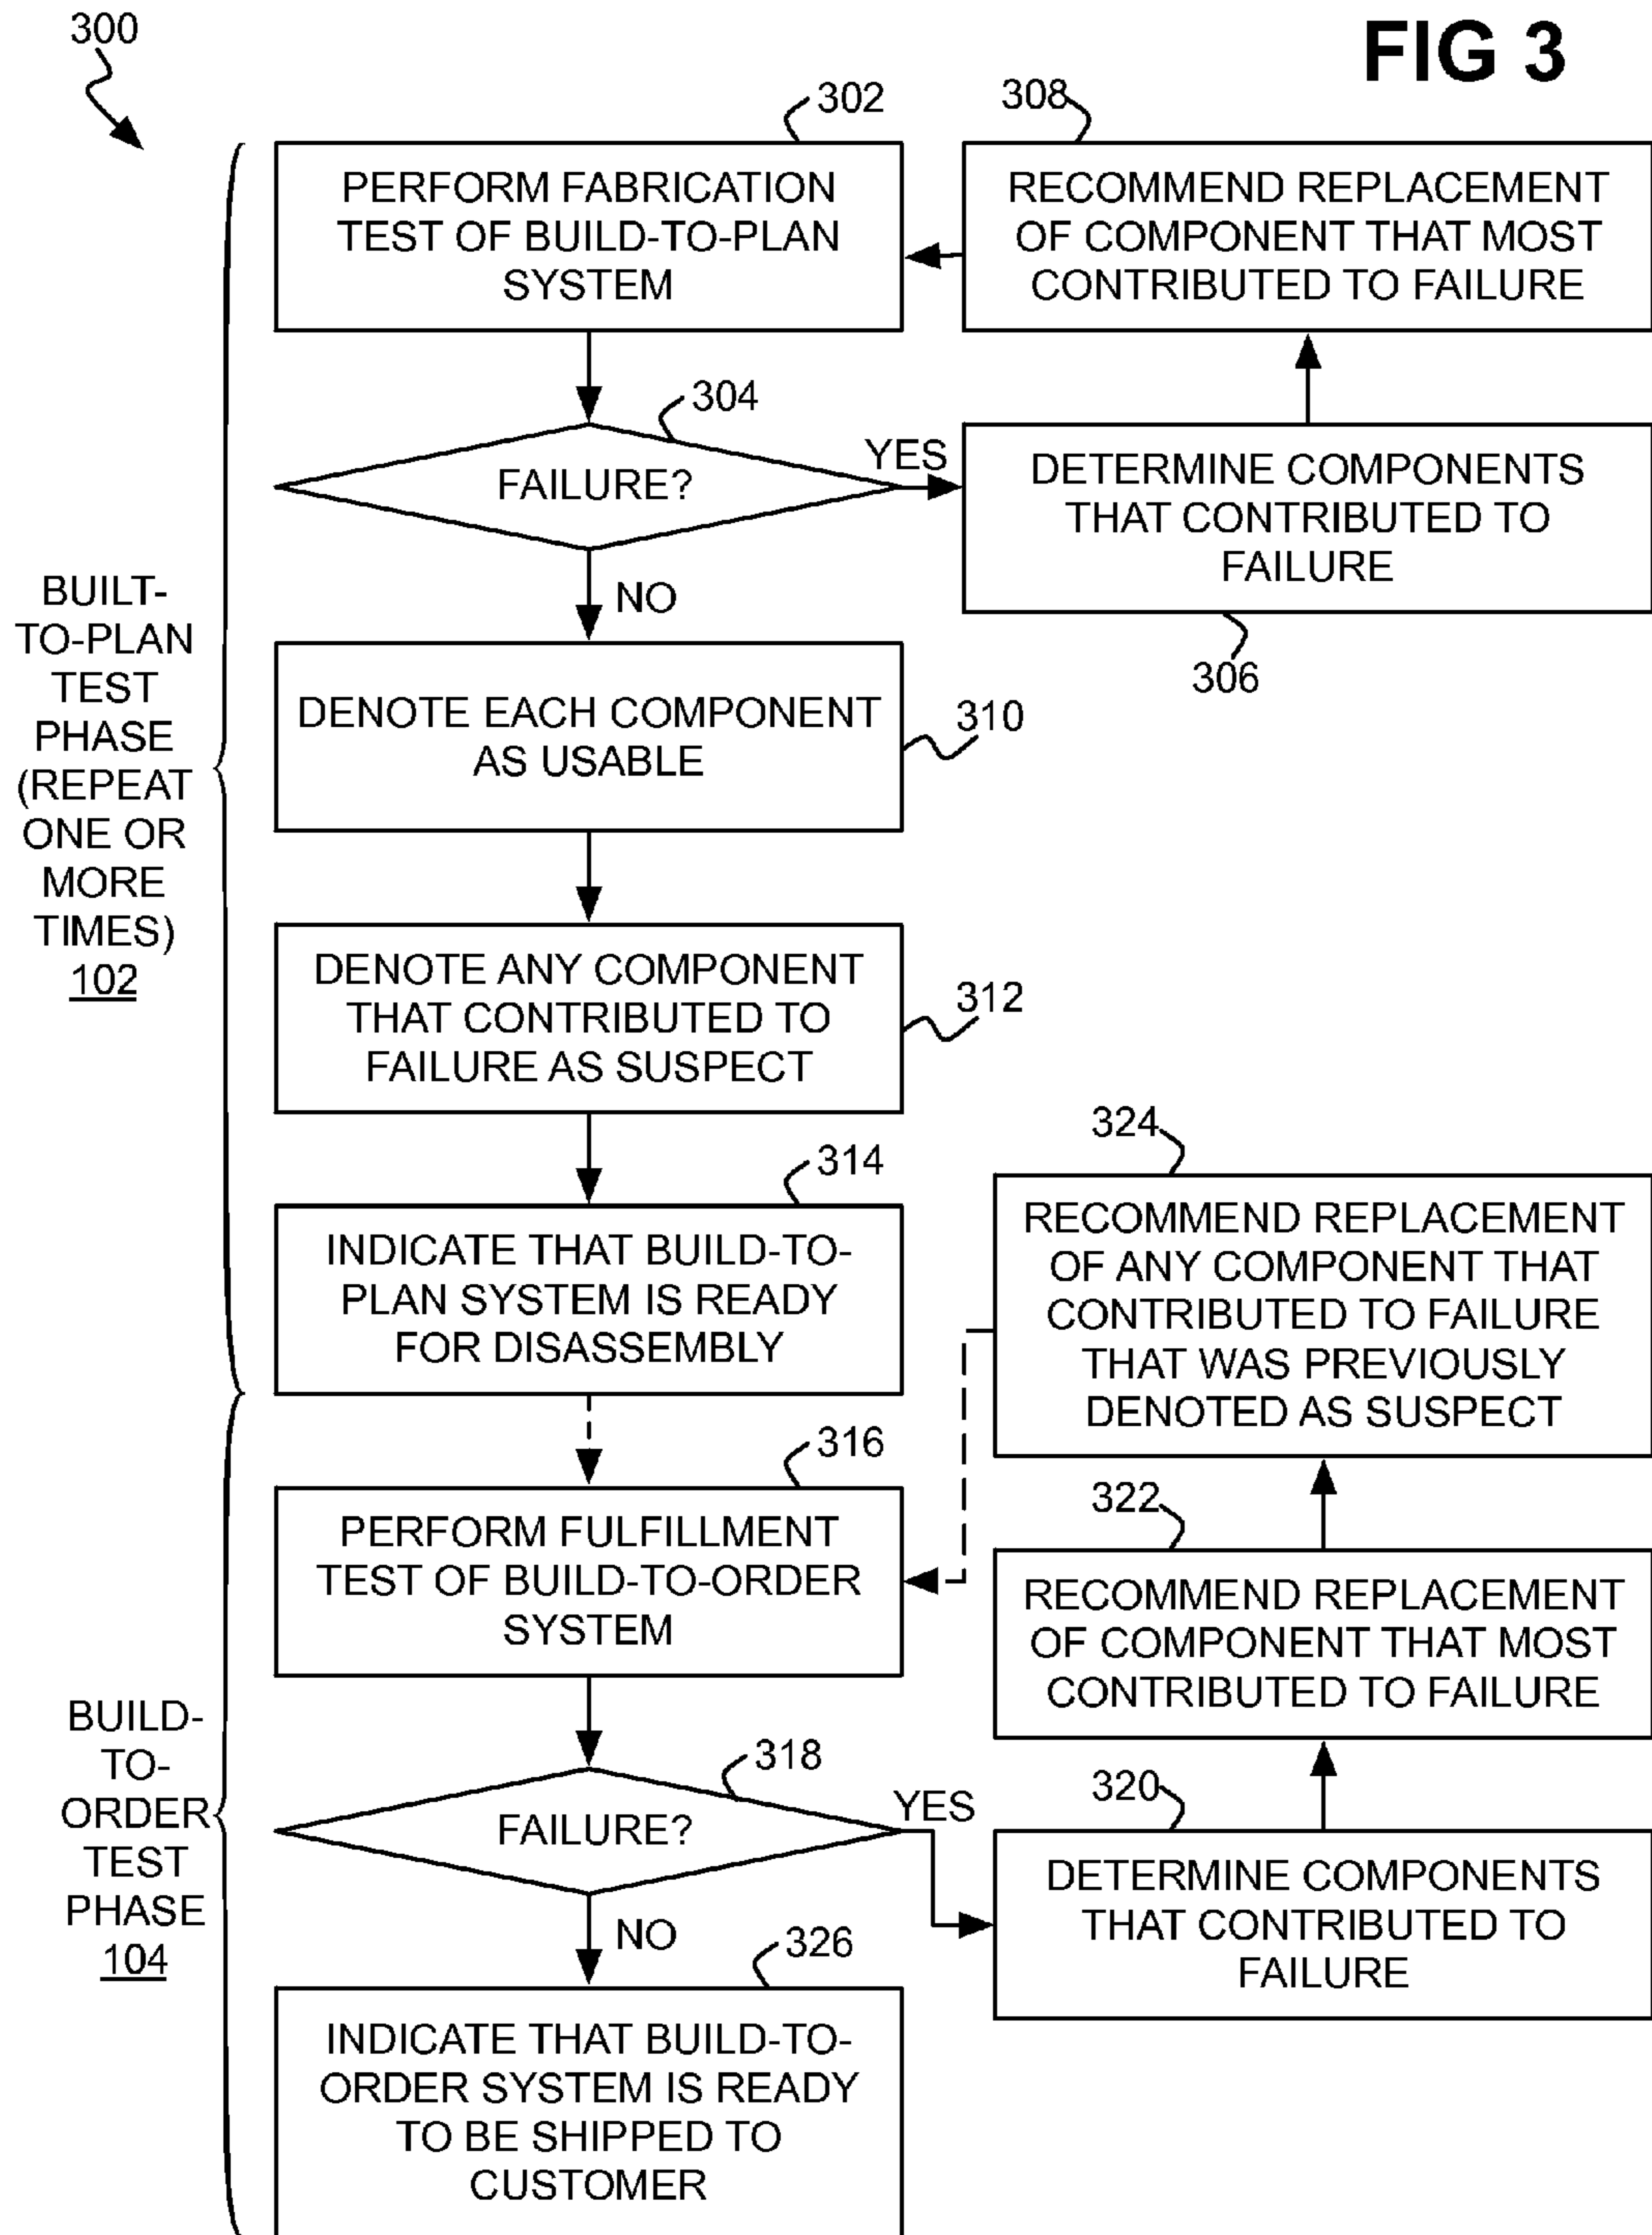 300
FIG 3
302
PERFORM FABRICATION
TEST OF BUILD-TO-PLAN
SYSTEM
308
RECOMMEND REPLACEMENT
OF COMPONENT THAT MOST
CONTRIBUTED TO FAILURE
304
FAILURE?
YES
NO
DETERMINE COMPONENTS
THAT CONTRIBUTED TO
FAILURE
306
BUILT-
TO-PLAN
TEST
PHASE
(REPEAT
ONE OR
MORE
TIMES)
102
DENOTE EACH COMPONENT
AS USABLE
310
DENOTE ANY COMPONENT
THAT CONTRIBUTED TO
FAILURE AS SUSPECT
312
314
INDICATE THAT BUILD-TO-
PLAN SYSTEM IS READY
FOR DISASSEMBLY
324
RECOMMEND REPLACEMENT
OF ANY COMPONENT THAT
CONTRIBUTED TO FAILURE
THAT WAS PREVIOUSLY
DENOTED AS SUSPECT
316
PERFORM FULFILLMENT
TEST OF BUILD-TO-ORDER
SYSTEM
322
RECOMMEND REPLACEMENT
OF COMPONENT THAT MOST
CONTRIBUTED TO FAILURE
BUILD-
TO-
ORDER
TEST
PHASE
104
318
FAILURE?
YES
NO
320
DETERMINE COMPONENTS
THAT CONTRIBUTED TO
FAILURE
326
INDICATE THAT BUILD-TO-
ORDER SYSTEM IS READY
TO BE SHIPPED TO
CUSTOMER